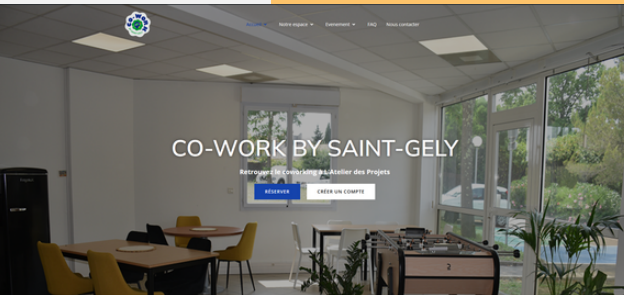 Notre espace
Evenement
FAQ
Nous contacter
CO-WORK BY SAINT-GELY
Retrouvez le coworking à L'Atelier des Projets
RÉSERVER
CRÉER UN COMPTE
2